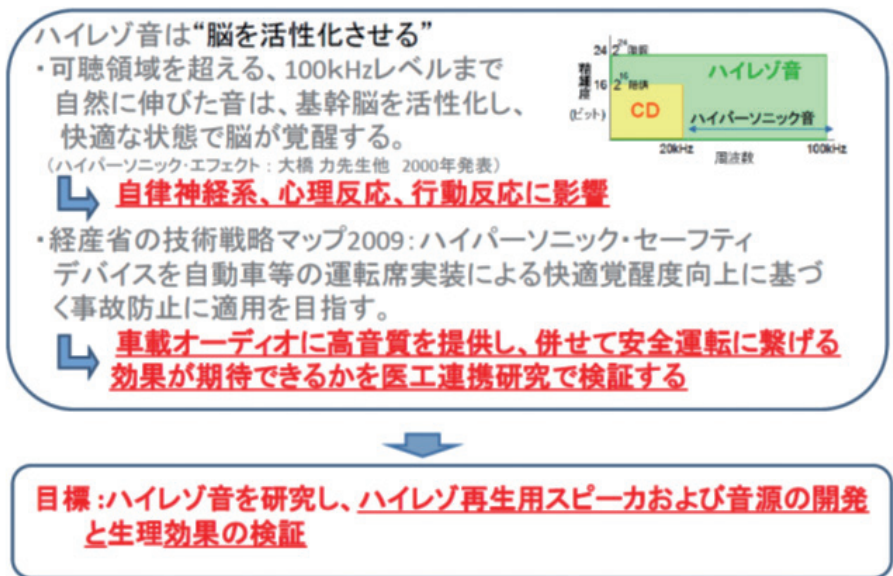 ハイレゾ音は“脳を活性化させる”
・可聴領域を超える、100kHzレベルまで
自然に伸びた音は、基幹脳を活性化し、
快適な状態で脳が覚醒する。
(ハイパーソニック・エフェクト:大橋 力先生他 2000年発表)
自律神経系、心理反応、行動反応に影響
24 2²⁴階調
16 2¹⁶階調
(ビット)
ハイレゾ音
CD
ハイパーソニック音
20kHz
周波数
100kHz
・経産省の技術戦略マップ2009:ハイパーソニック・セーフティ
デバイスを自動車等の運転席実装による快適覚醒度向上に基づ
く事故防止に適用を目指す。
車載オーディオに高音質を提供し、併せて安全運転に繋げる
効果が期待できるかを医工連携研究で検証する
目標:ハイレゾ音を研究し、ハイレゾ再生用スピーカおよび音源の開発
と生理効果の検証